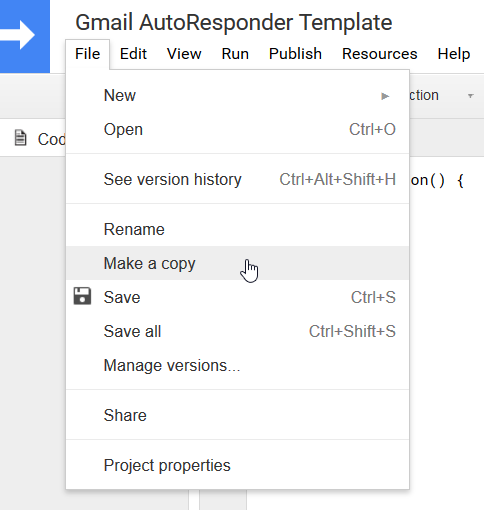 Gmail AutoResponder Template
File Edit View Run Publish Resources Help
New
ction
Open Ctrl+O
Cod
See version history Ctrl+Alt+Shift+H
on() {
Rename
Make a copy
Save Ctrl+S
Save all Ctrl+Shift+S
Manage versions...
Share
Project properties